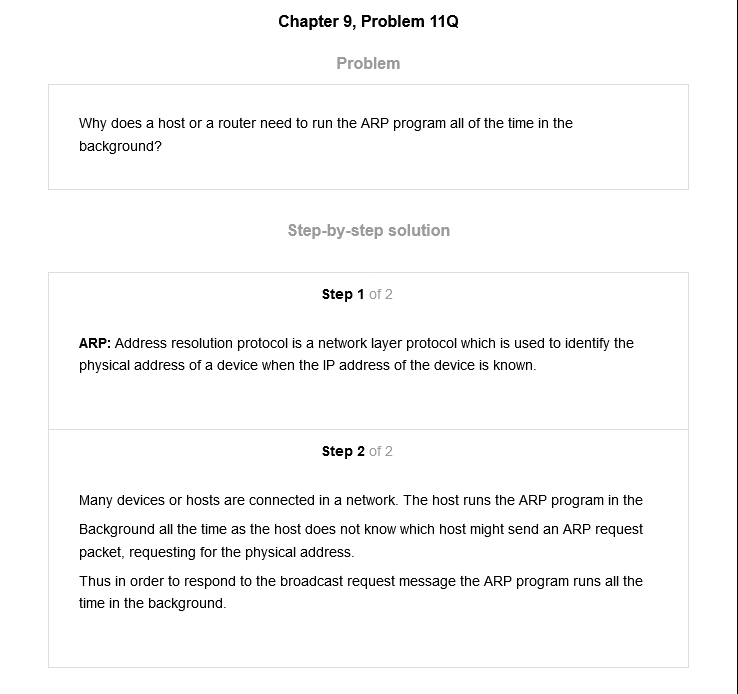 Chapter 9, Problem 11Q
Problem
Why does a host or a router need to run the ARP program all of the time in the
background?
Step-by-step solution
Step 1 of 2
ARP: Address resolution protocol is a network layer protocol which is used to identify the
physical address of a device when the IP address of the device is known.
Step 2 of 2
Many devices or hosts are connected in a network. The host runs the ARP program in the
Background all the time as the host does not know which host might send an ARP request
packet, requesting for the physical address.
Thus in order to respond to the broadcast request message the ARP program runs all the
time in the background.